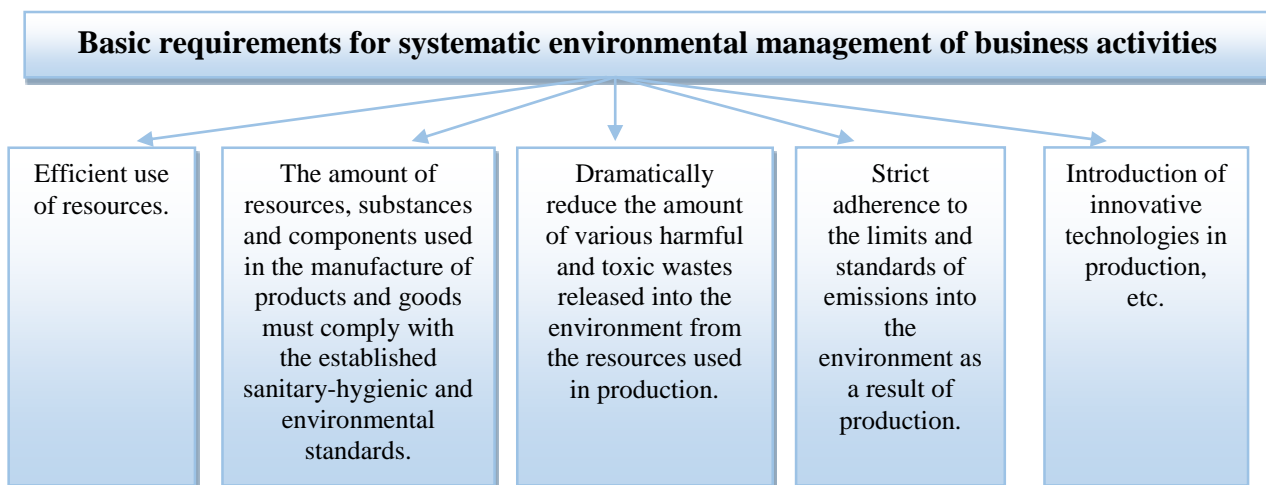 Basic requirements for systematic environmental management of business activities
Efficient use
of resources.
The amount of
resources, substances
and components used
in the manufacture of
products and goods
must comply with
the established
sanitary-hygienic and
environmental
standards.
Dramatically
reduce the amount
of various harmful
and toxic wastes
released into the
environment from
the resources used
in production.
Strict
adherence to
the limits and
standards of
emissions into
the
environment as
a result of
production.
Introduction of
innovative
technologies in
production,
etc.